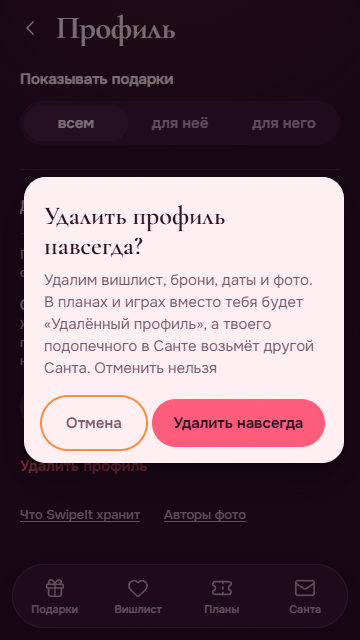 Профиль
Показывать подарки
всем
для неё
для него
Удалить профиль
навсегда?
Удалим вишлист, брони, даты и фото.
В планах и играх вместо тебя будет
«Удалённый профиль», а твоего
подопечного в Санте возьмёт другой
Санта. Отменить нельзя
Отмена
Удалить навсегда
Удалить профиль
Что SwipeIt хранит
Авторы фото
Подарки
Вишлист
Планы
Санта